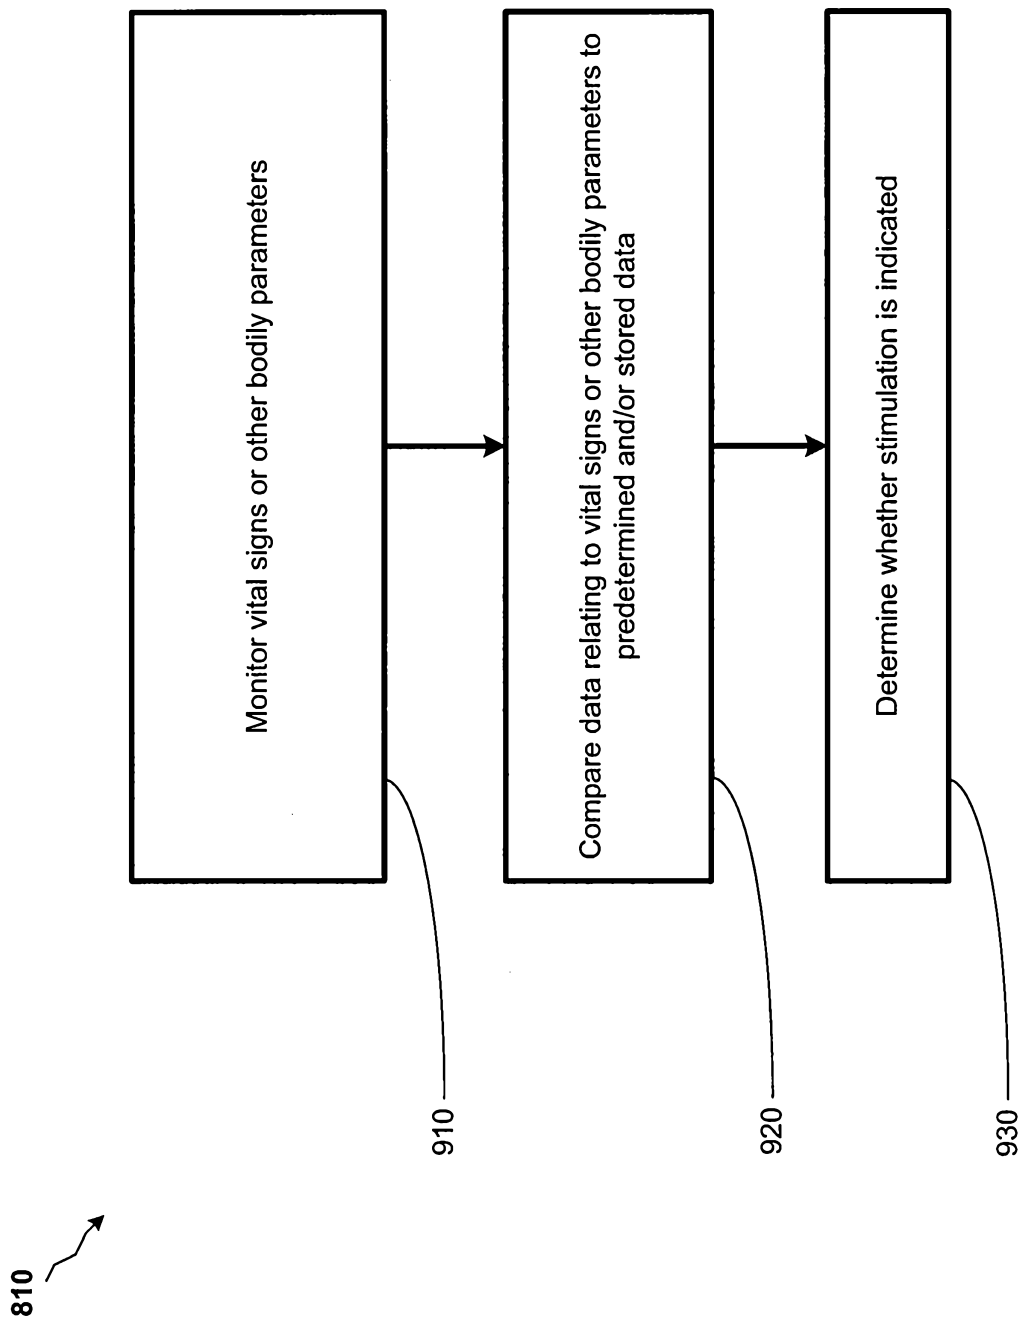 810
Monitor vital signs or other bodily parameters
910
Compare data relating to vital signs or other bodily parameters to
predetermined and/or stored data
920
Determine whether stimulation is indicated
930